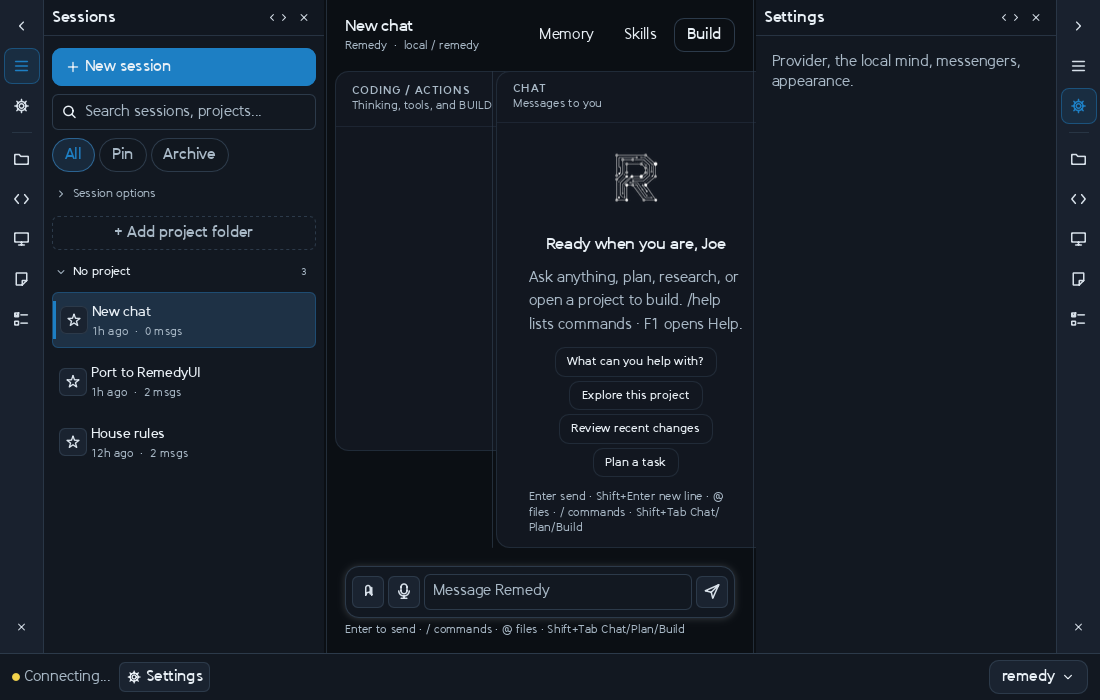 Sessions
+ New session
Search sessions, projects...
All
Pin
Archive
Session options
+ Add project folder
No project
3
New chat
1h ago · 0 msgs
Port to RemedyUI
1h ago · 2 msgs
House rules
12h ago · 2 msgs
New chat
Remedy · local / remedy
Memory
Skills
Build
CODING / ACTIONS
Thinking, tools, and BUILD
CHAT
Messages to you
Ready when you are, Joe
Ask anything, plan, research, or
open a project to build. /help
lists commands · F1 opens Help.
What can you help with?
Explore this project
Review recent changes
Plan a task
Enter send · Shift+Enter new line · @
files · / commands · Shift+Tab Chat/
Plan/Build
Message Remedy
Enter to send · / commands · @ files · Shift+Tab Chat/Plan/Build
Settings
Provider, the local mind, messengers,
appearance.
Connecting...
Settings
remedy